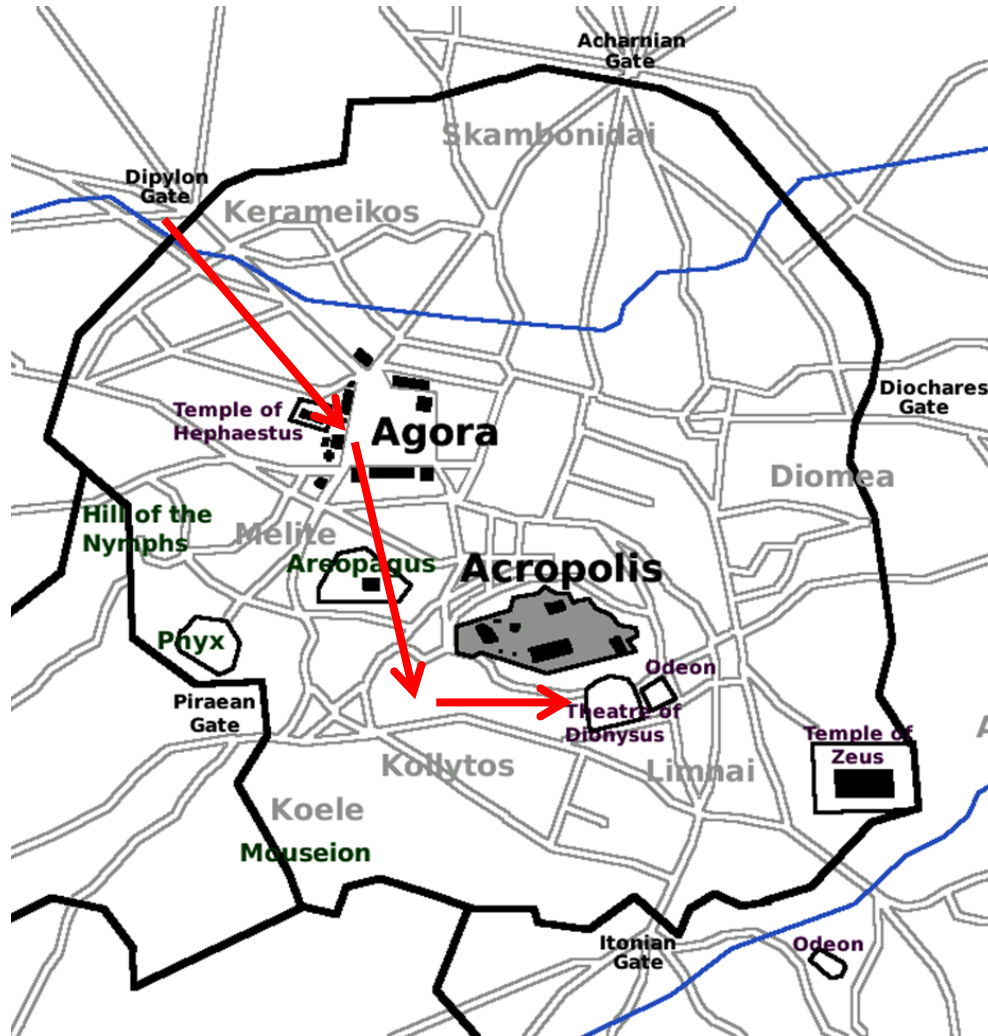 Acharnian
Gate
Skambonidai
Dipylon
Gate
Kerameikos
Diochares
Gate
Temple of
Hephaestus
Agora
Diomea
Hill of the
Nymphs
Melite
Areopagus
Acropolis
Phyx
Odeon
Piraean
Gate
Theatre of
Dionysus
Temple of
Zeus
A
Kollytos
Limnai
Koele
Mouseion
Itonian
Gate
Odeon